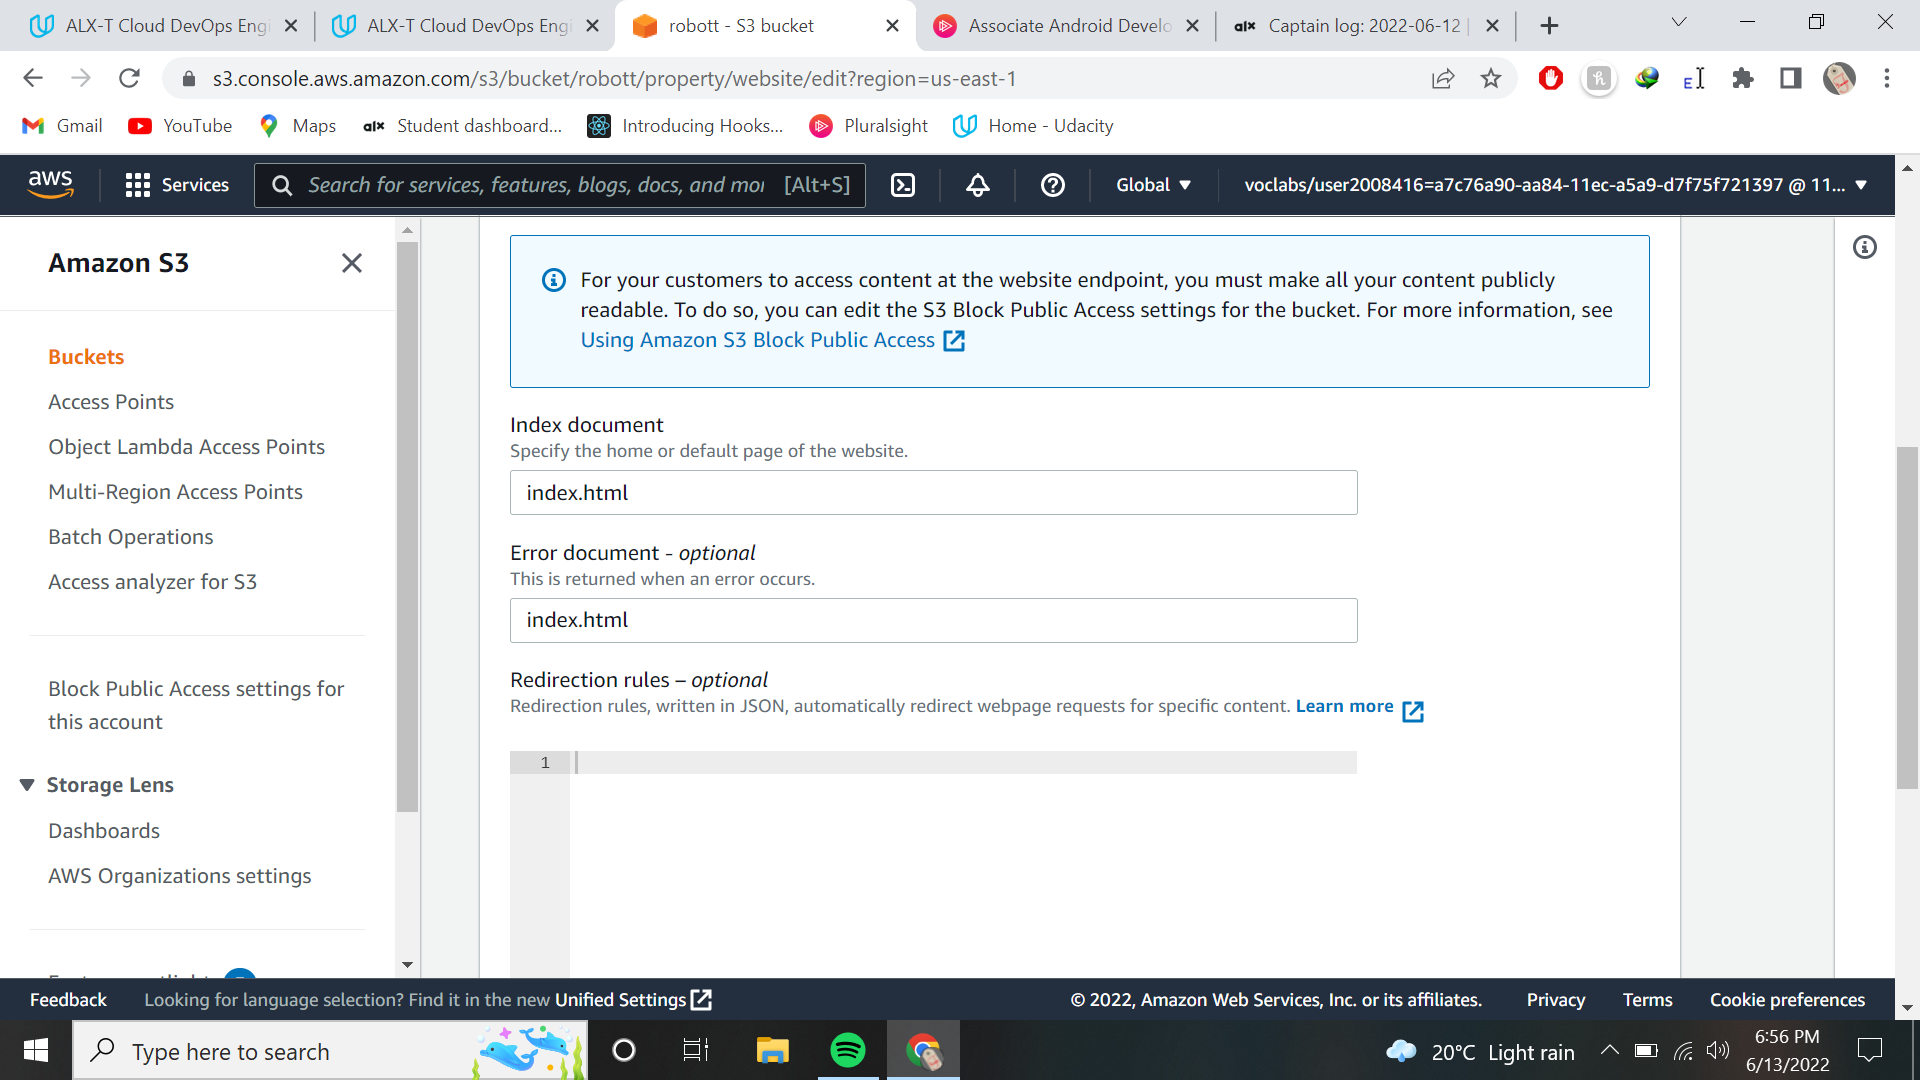 ALX-T Cloud DevOps Engi
ALX-T Cloud DevOps Engi
robott - S3 bucket
Associate Android Develo
alx Captain log: 2022-06-12 |
s3.console.aws.amazon.com/s3/bucket/robott/property/website/edit?region=us-east-1
Gmail
YouTube
Maps
alx Student dashboard...
Introducing Hooks...
Pluralsight
Home - Udacity
aws
Services
Search for services, features, blogs, docs, and mor [Alt+S]
Global
voclabs/user2008416=a7c76a90-aa84-11ec-a5a9-d7f75f721397 @ 11...
Amazon S3
Buckets
Access Points
Object Lambda Access Points
Multi-Region Access Points
Batch Operations
Access analyzer for S3
Block Public Access settings for
this account
Storage Lens
Dashboards
AWS Organizations settings
For your customers to access content at the website endpoint, you must make all your content publicly
readable. To do so, you can edit the S3 Block Public Access settings for the bucket. For more information, see
Using Amazon S3 Block Public Access
Index document
Specify the home or default page of the website.
index.html
Error document - optional
This is returned when an error occurs.
index.html
Redirection rules – optional
Redirection rules, written in JSON, automatically redirect webpage requests for specific content. Learn more
1
Feedback
Looking for language selection? Find it in the new Unified Settings
© 2022, Amazon Web Services, Inc. or its affiliates.
Privacy
Terms
Cookie preferences
Type here to search
20°C Light rain
6:56 PM
6/13/2022